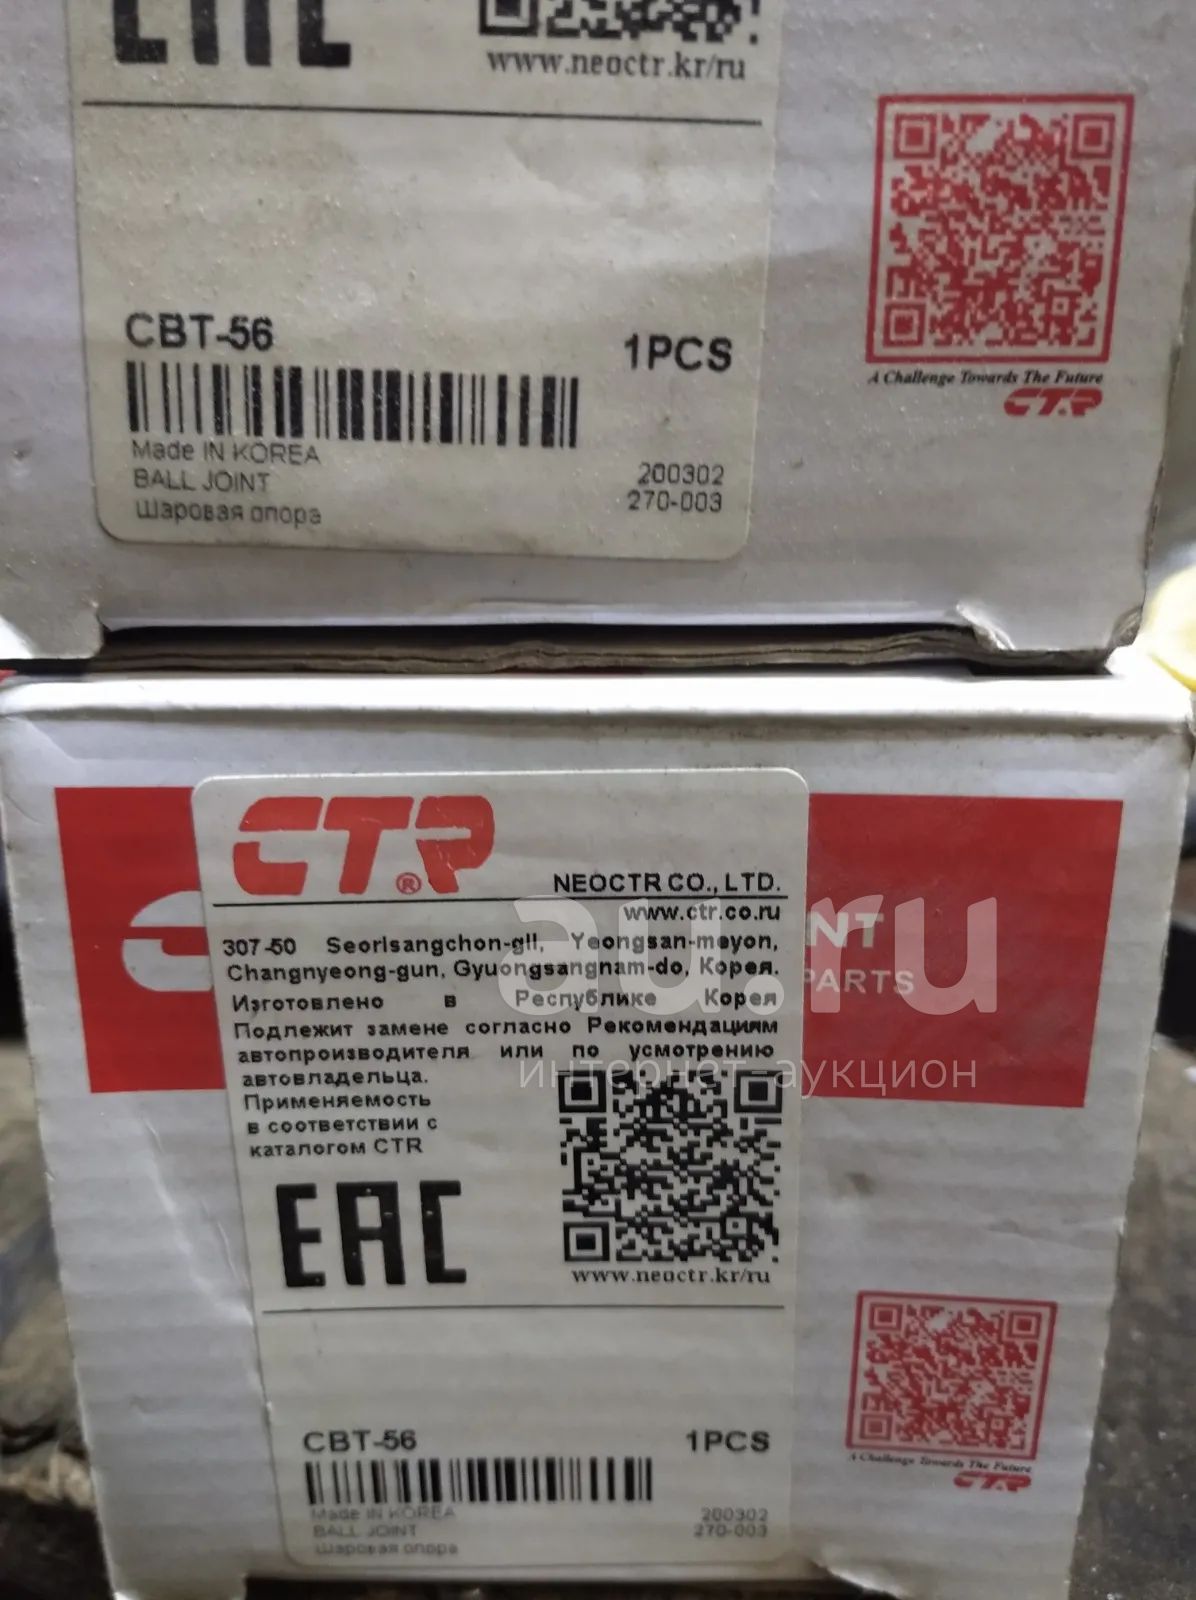 EAC
www.neoctr.kr/ru
CBT-56
1PCS
Made IN KOREA
BALL JOINT
200302
Шаровая опора
270-003
A Challenge Towards The Future
CTR
CTR®
NEOCTR CO., LTD.
www.ctr.co.ru
307-50 Seorisangchon-gil, Yeongsan-meyon,
Changnyeong-gun, Gyuongsangnam-do, Корея.
Изготовлено в Республике Корея
Подлежит замене согласно Рекомендациям
автопроизводителя или по усмотрению
автовладельца.
Применяемость
в соответствии с
каталогом CTR
EAC
www.neoctr.kr/ru
NT
PARTS
au.ru
интернет-аукцион
CBT-56
1PCS
Made IN KOREA
BALL JOINT
200302
Шаровая опора
270-003
A Challenge Towards The Future
CTR